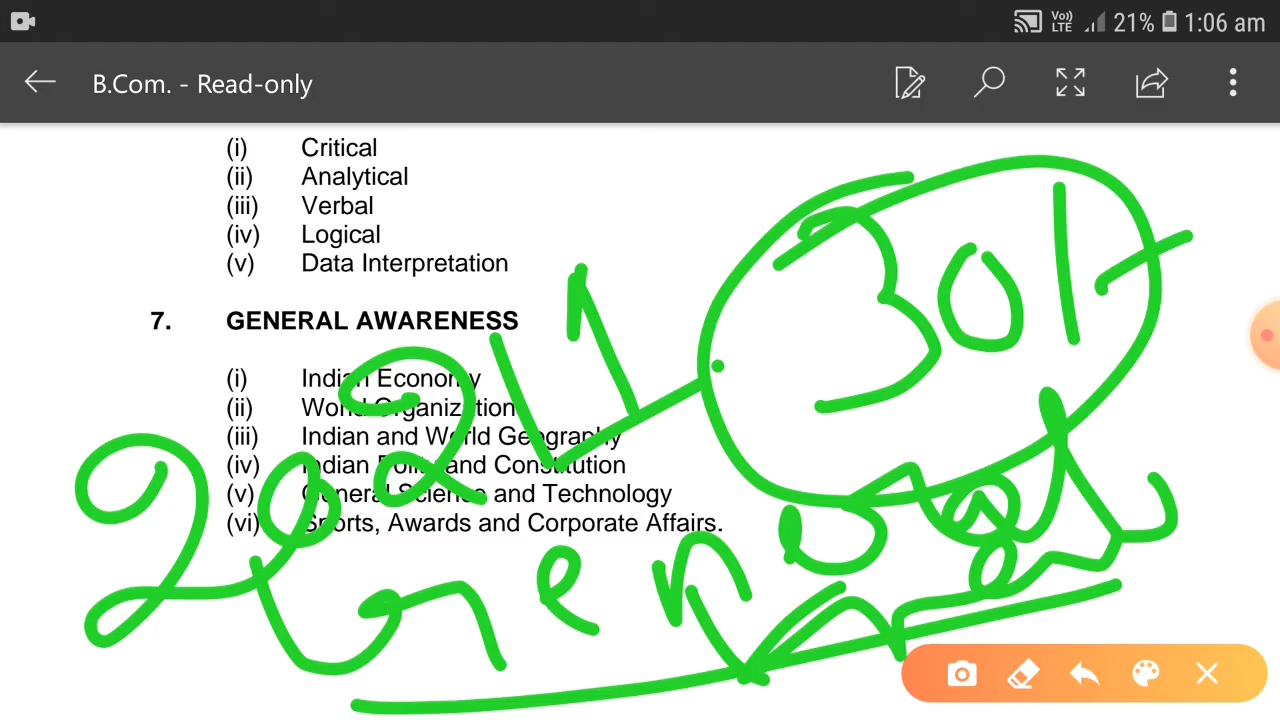 Vo)) LTE 21% 1:06 am
B.Com. - Read-only
(i) Critical
(ii) Analytical
(iii) Verbal
(iv) Logical
(v) Data Interpretation
7. GENERAL AWARENESS
(i) Indian Economy
(ii) World Organization
(iii) Indian and World Geography
(iv) Indian Polity and Constitution
(v) General Science and Technology
(vi) Sports, Awards and Corporate Affairs.
2021
30/-